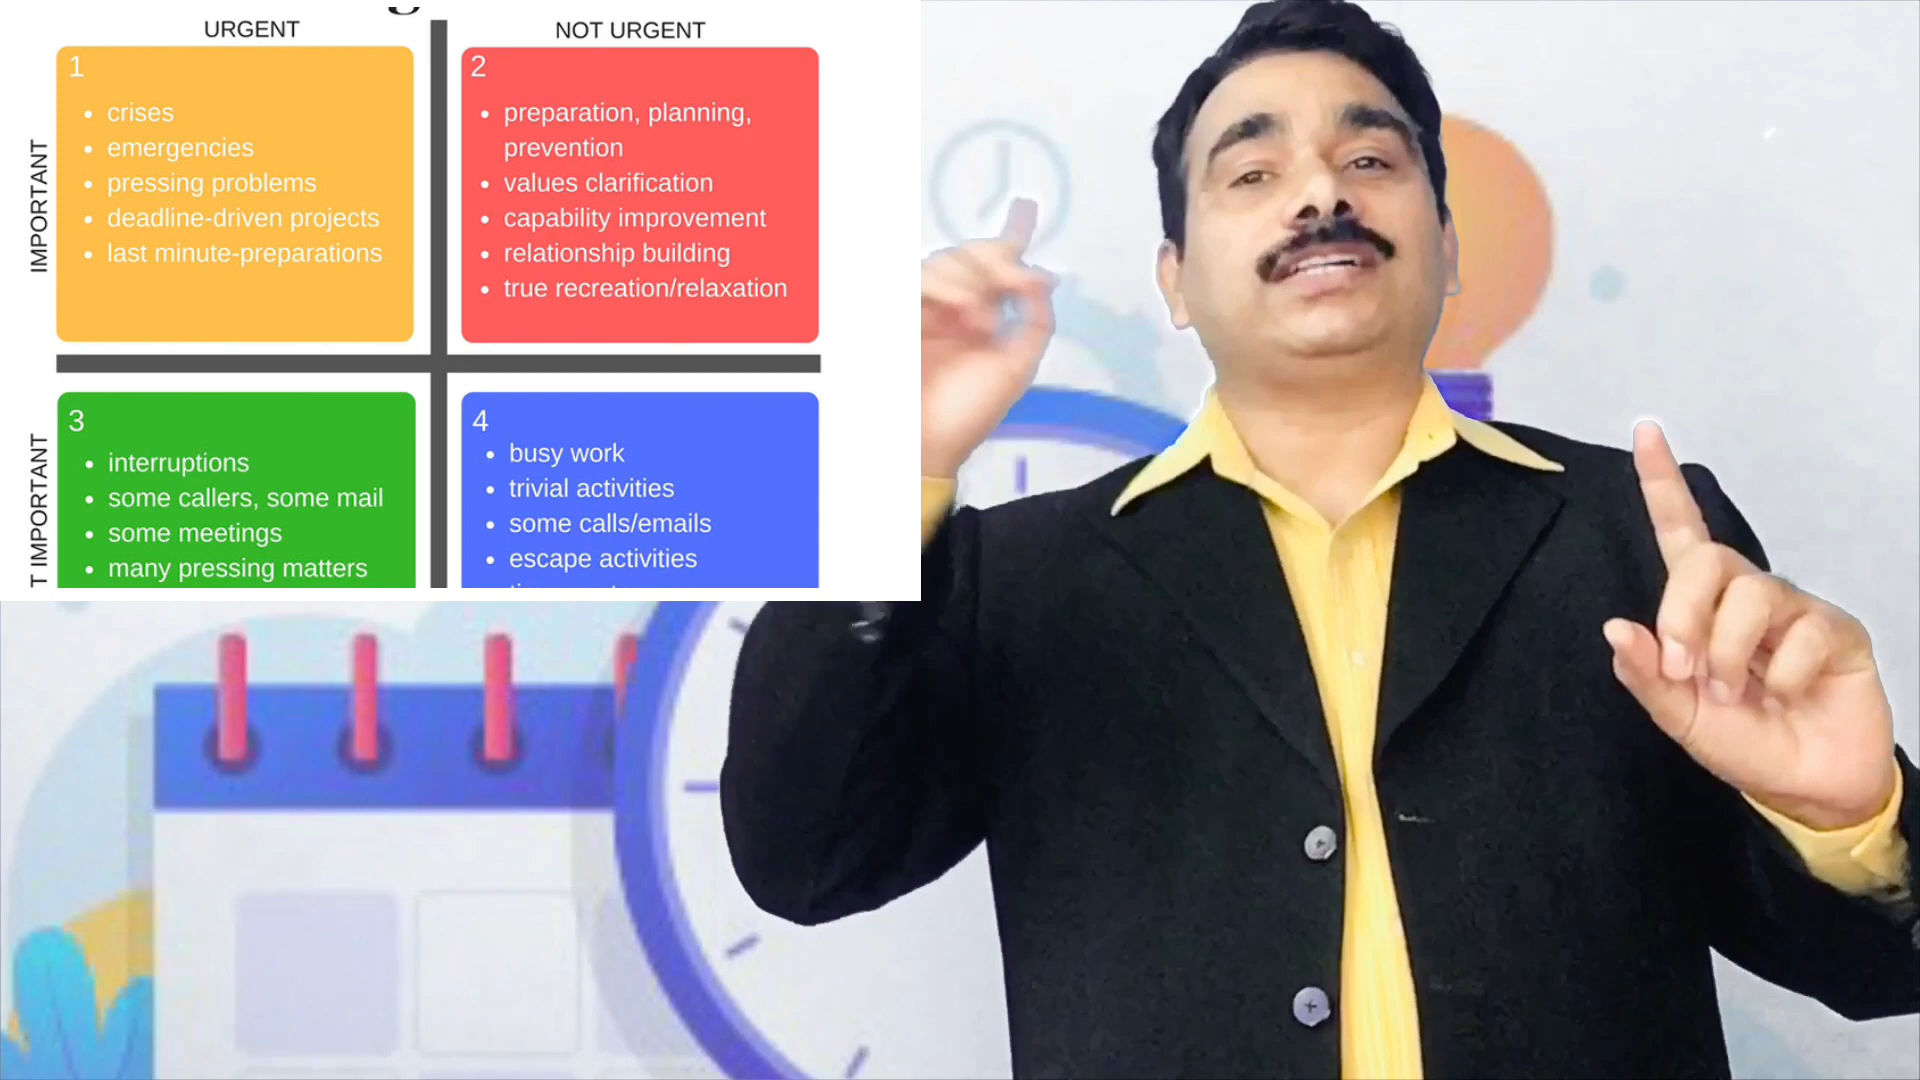 URGENT
NOT URGENT
IMPORTANT
1
• crises
• emergencies
• pressing problems
• deadline-driven projects
• last minute-preparations
2
• preparation, planning,
prevention
• values clarification
• capability improvement
• relationship building
• true recreation/relaxation
T IMPORTANT
3
• interruptions
• some callers, some mail
• some meetings
• many pressing matters
4
• busy work
• trivial activities
• some calls/emails
• escape activities